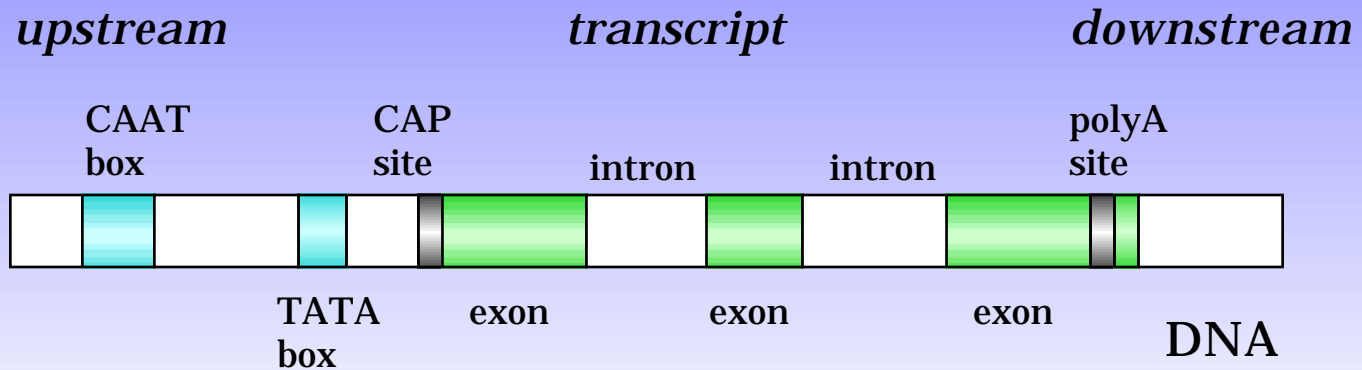 upstream transcript downstream
CAAT
box
CAP
site
intron
intron
polyA
site
TATA
box
exon
exon
exon
DNA